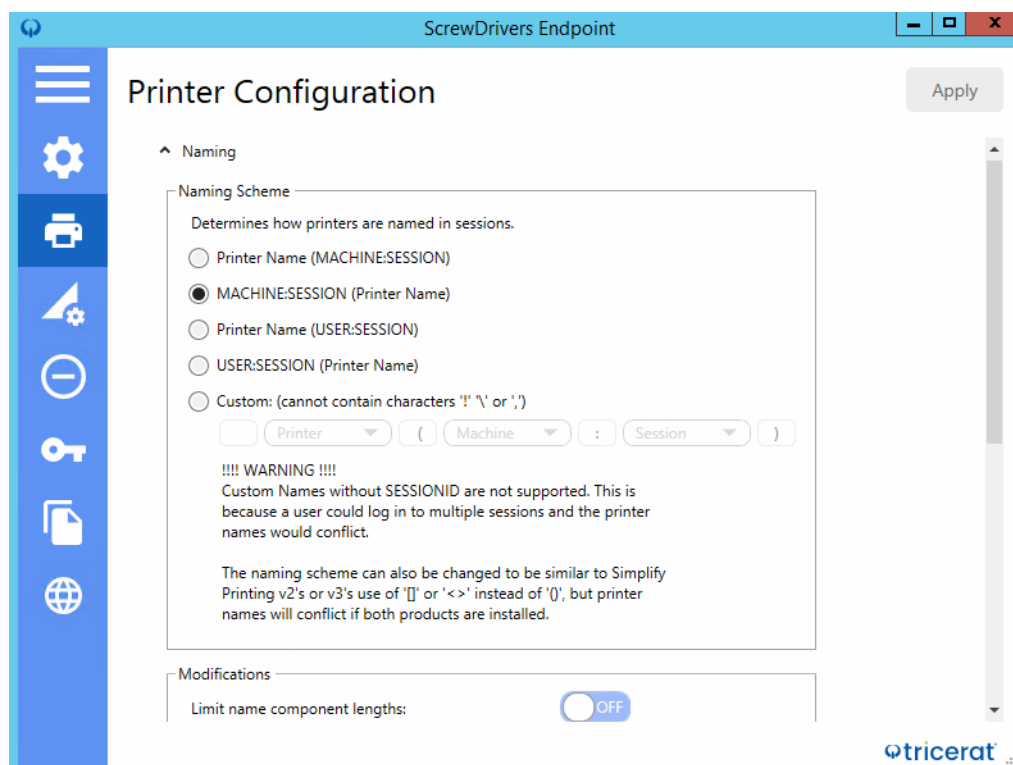 ScrewDrivers Endpoint
Printer Configuration
Apply
Naming
Naming Scheme
Determines how printers are named in sessions.
Printer Name (MACHINE:SESSION)
MACHINE:SESSION (Printer Name)
Printer Name (USER:SESSION)
USER:SESSION (Printer Name)
Custom: (cannot contain characters '!' '\' or ',')
Printer ( Machine : Session )
!!!! WARNING !!!!
Custom Names without SESSIONID are not supported. This is
because a user could log in to multiple sessions and the printer
names would conflict.
The naming scheme can also be changed to be similar to Simplify
Printing v2's or v3's use of '[]' or '<>' instead of '()', but printer
names will conflict if both products are installed.
Modifications
Limit name component lengths:
OFF
tricerat